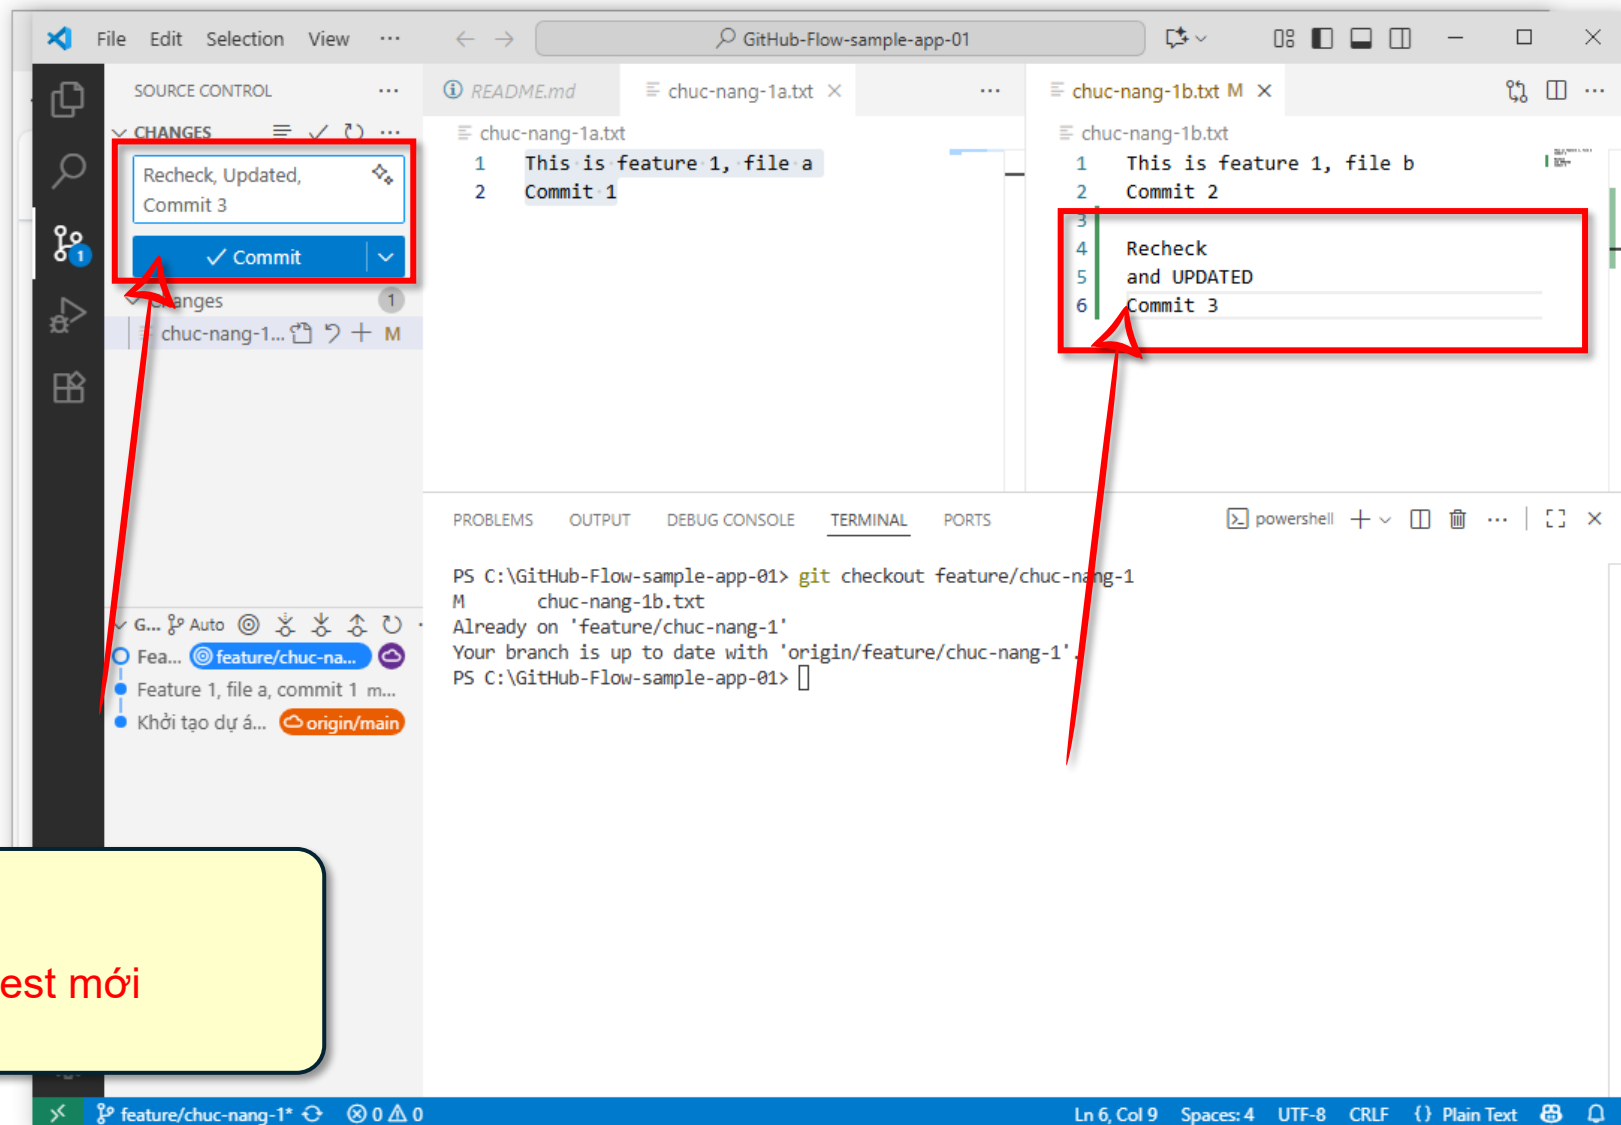 File Edit Selection View ···
GitHub-Flow-sample-app-01
SOURCE CONTROL ···
CHANGES ···
Recheck, Updated,
Commit 3
Commit
Changes 1
chuc-nang-1... M
1
README.md
chuc-nang-1a.txt
···
chuc-nang-1a.txt
1 This is feature 1, file a
2 Commit 1
chuc-nang-1b.txt M
···
chuc-nang-1b.txt
1 This is feature 1, file b
2 Commit 2
3
4 Recheck
5 and UPDATED
6 Commit 3
PROBLEMS OUTPUT DEBUG CONSOLE TERMINAL PORTS
powershell ···
PS C:\GitHub-Flow-sample-app-01> git checkout feature/chuc-nang-1
M chuc-nang-1b.txt
Already on 'feature/chuc-nang-1'
Your branch is up to date with 'origin/feature/chuc-nang-1'.
PS C:\GitHub-Flow-sample-app-01>
G... Auto
Fea... feature/chuc-na...
Feature 1, file a, commit 1 m...
Khởi tạo dự á... origin/main
est mới
feature/chuc-nang-1* 0 0
Ln 6, Col 9 Spaces: 4 UTF-8 CRLF {} Plain Text